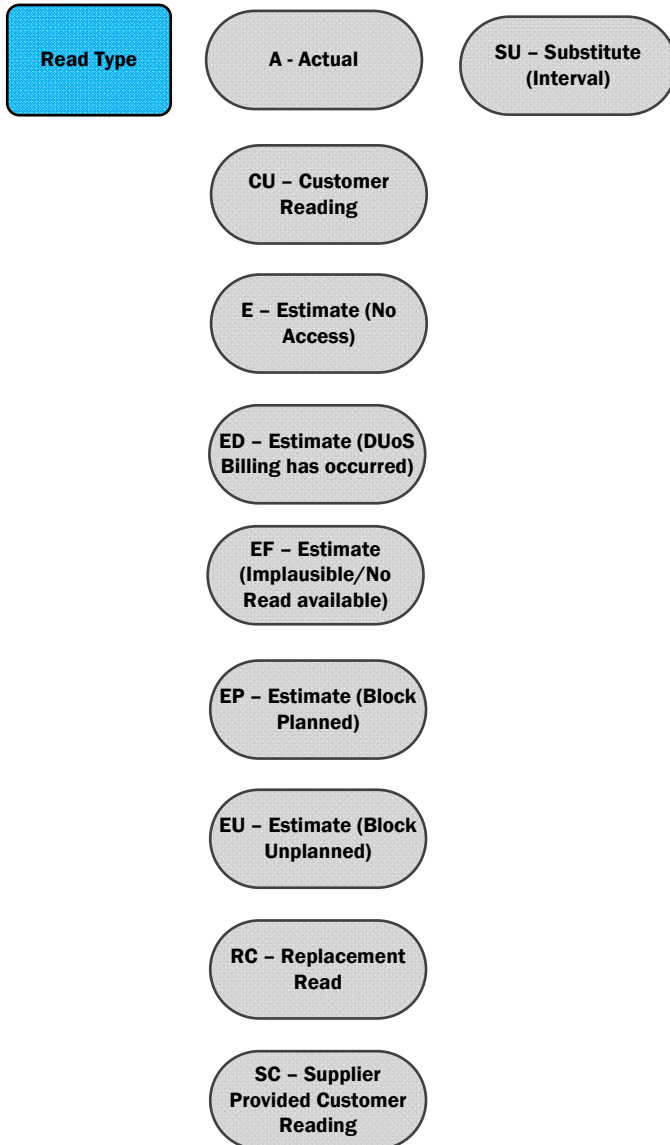 Read Type
A - Actual
SU – Substitute
(Interval)
CU – Customer
Reading
E – Estimate (No
Access)
ED – Estimate (DUoS
Billing has occurred)
EF – Estimate
(Implausible/No
Read available)
EP – Estimate (Block
Planned)
EU – Estimate (Block
Unplanned)
RC – Replacement
Read
SC – Supplier
Provided Customer
Reading